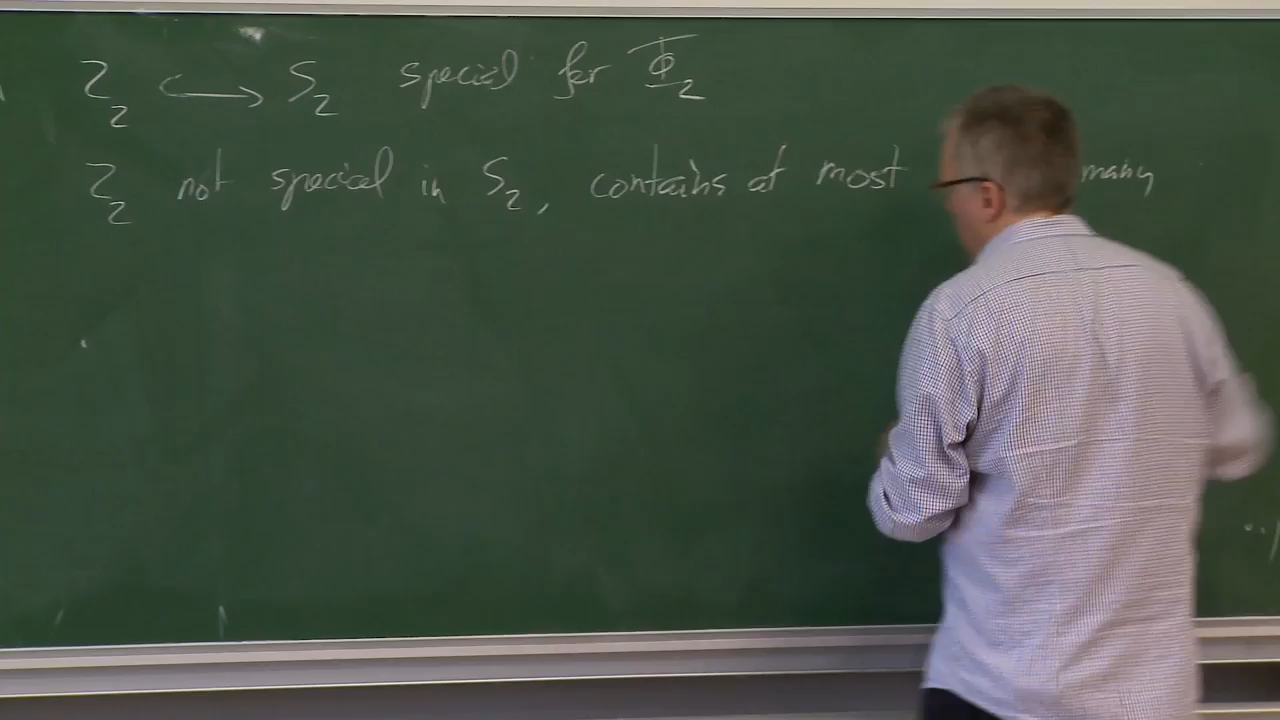 Z₂ ↪ S₂ special for Φ₂
Z₂ not special in S₂, contains at most many